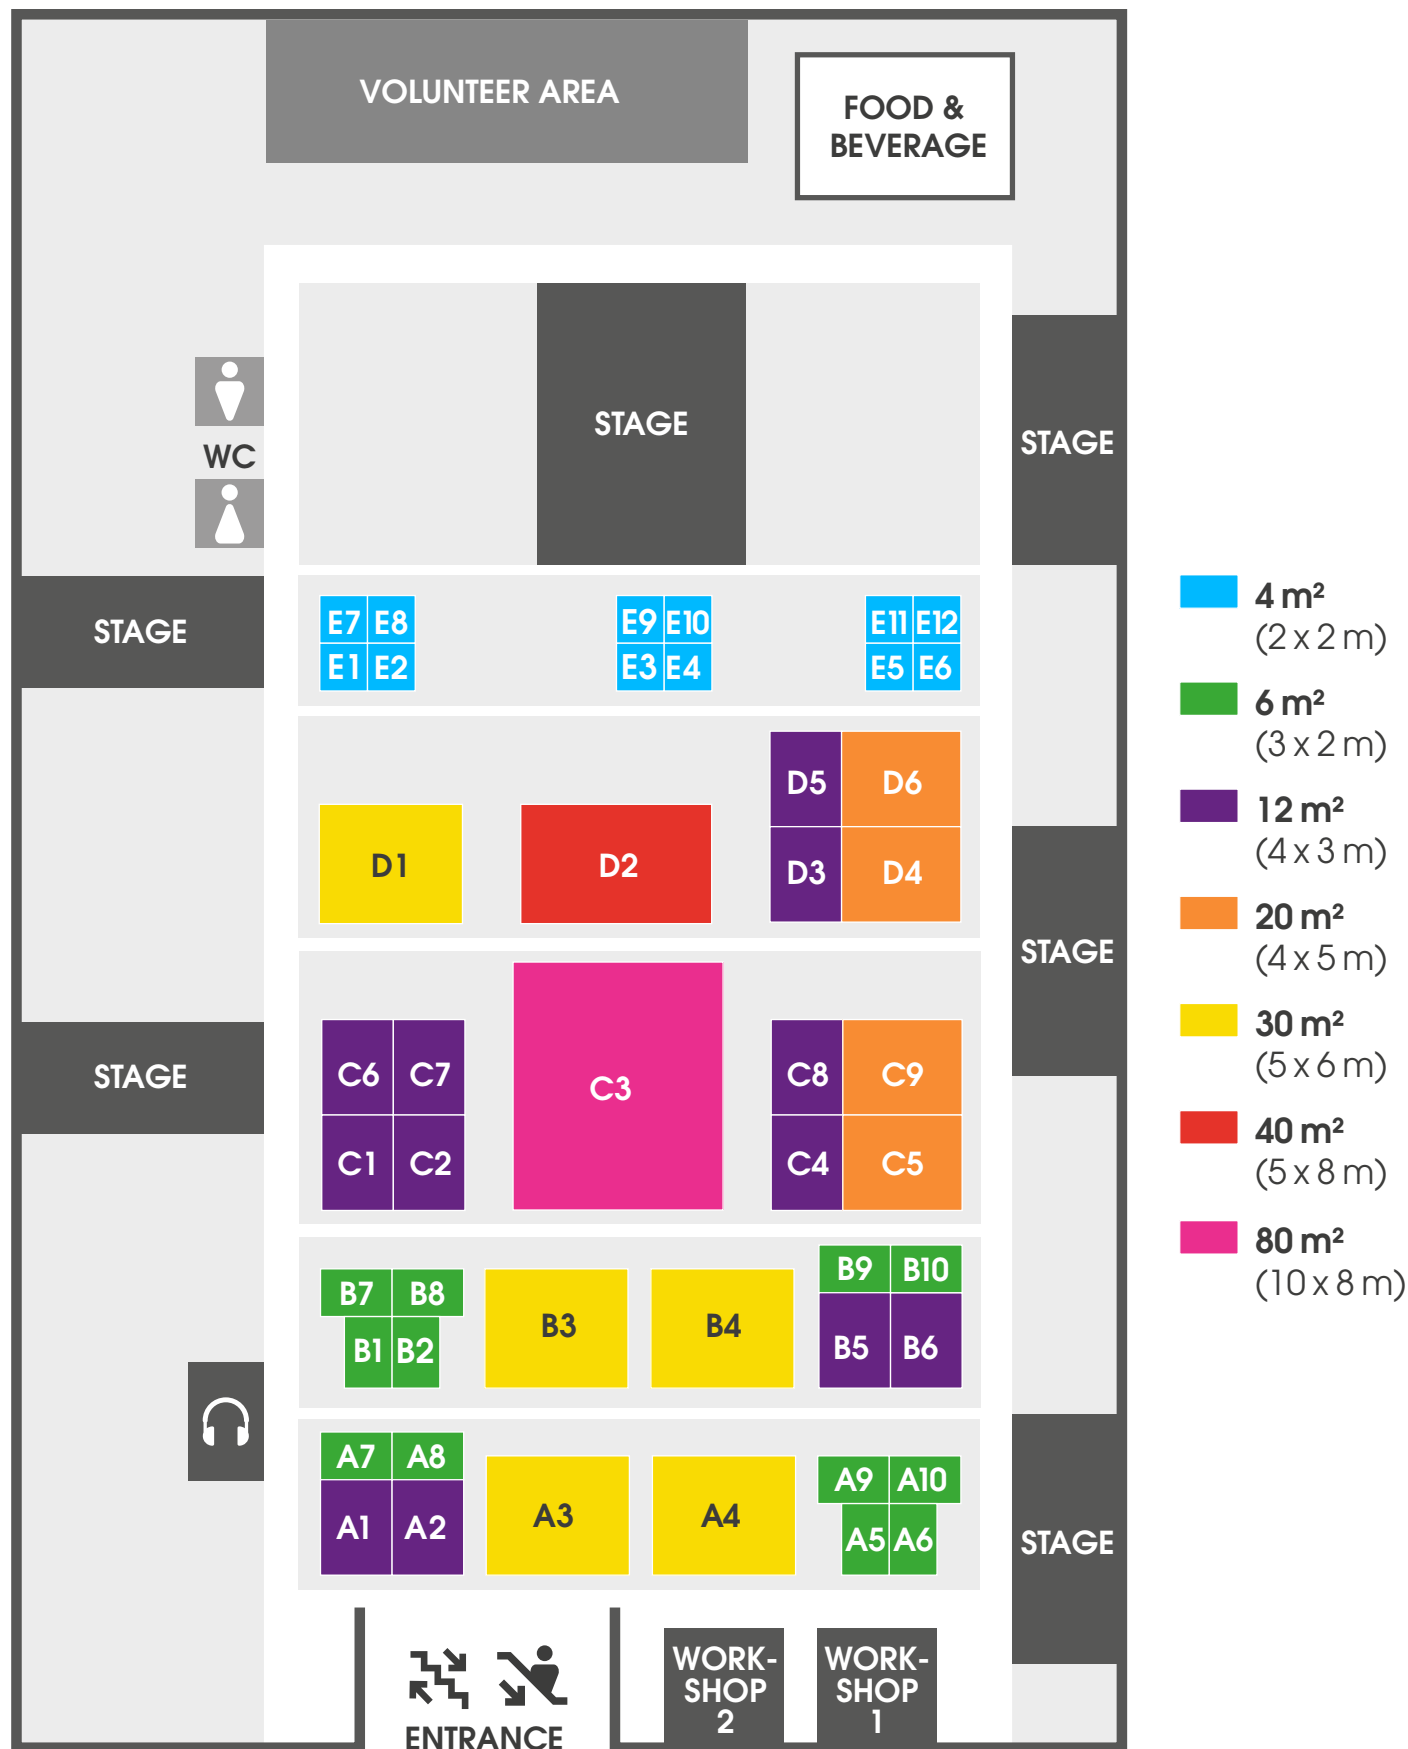 VOLUNTEER AREA
FOOD &
BEVERAGE
STAGE
STAGE
WC
STAGE
E7 E8
E1 E2
E9 E10
E3 E4
E11 E12
E5 E6
D1
D2
D5 D6
D3 D4
STAGE
STAGE
C6 C7
C1 C2
C3
C8 C9
C4 C5
B7 B8
B1 B2
B3
B4
B9 B10
B5 B6
A7 A8
A1 A2
A3
A4
A9 A10
A5 A6
STAGE
ENTRANCE
WORK-
SHOP
2
WORK-
SHOP
1
4 m²
(2 x 2 m)
6 m²
(3 x 2 m)
12 m²
(4 x 3 m)
20 m²
(4 x 5 m)
30 m²
(5 x 6 m)
40 m²
(5 x 8 m)
80 m²
(10 x 8 m)